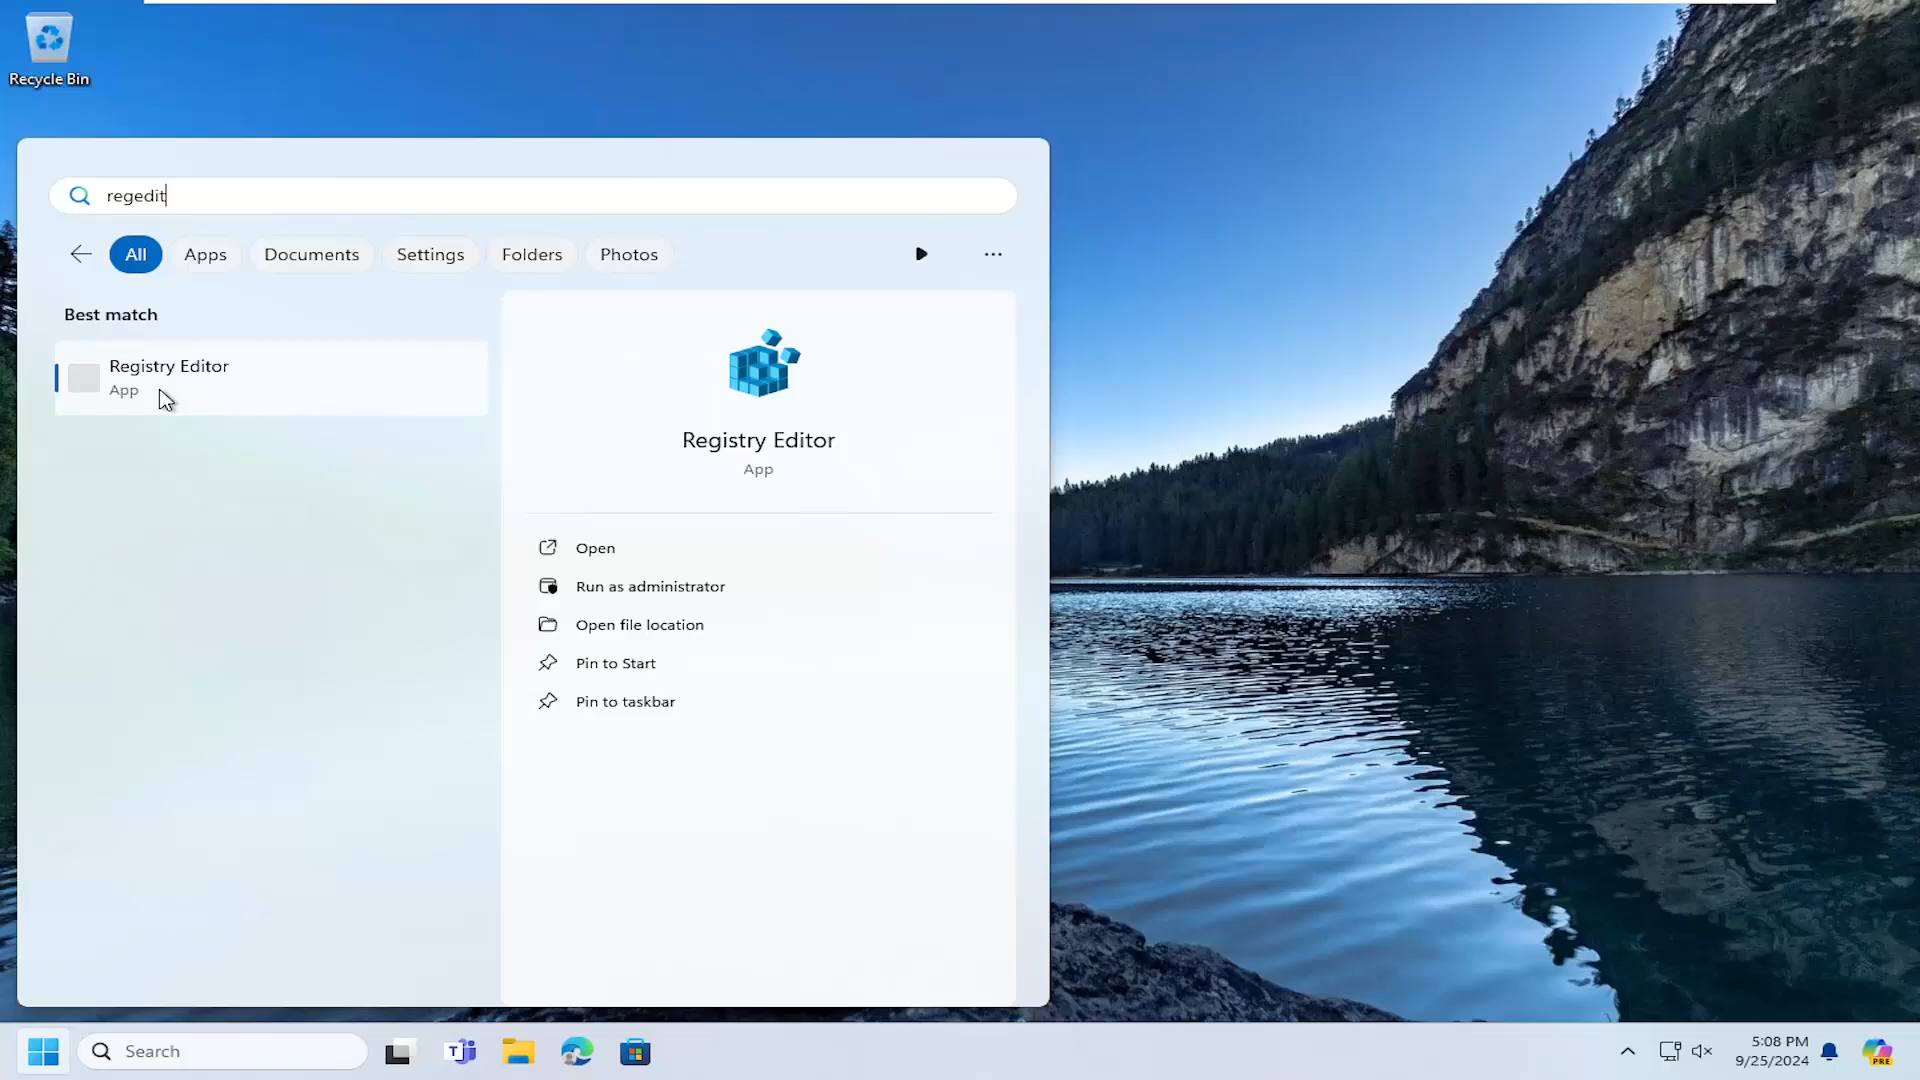 Recycle Bin
regedit
All Apps Documents Settings Folders Photos
Best match
Registry Editor
App
Registry Editor
App
Open
Run as administrator
Open file location
Pin to Start
Pin to taskbar
Search
T
5:08 PM
9/25/2024
PRE